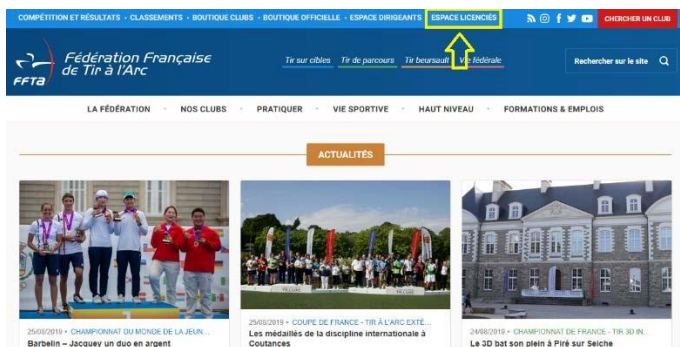 COMPÉTITION ET RÉSULTATS - CLASSEMENTS - BOUTIQUE CLUBS - BOUTIQUE OFFICIELLE - ESPACE DIRIGEANTS ESPACE LICENCIÉS CHERCHER UN CLUB
FFTA
Fédération Française
de Tir à l'Arc
Tir sur cibles Tir de parcours Tir beursault Vie fédérale
Rechercher sur le site
LA FÉDÉRATION NOS CLUBS PRATIQUER VIE SPORTIVE HAUT NIVEAU FORMATIONS & EMPLOIS
ACTUALITÉS
25/08/2019 • CHAMPIONNAT DU MONDE DE LA JEUN...
Barbelin – Jacquey un duo en argent
25/08/2019 • COUPE DE FRANCE - TIR À L'ARC EXTÉ...
Les médaillés de la discipline internationale à
Coutances
24/08/2019 • CHAMPIONNAT DE FRANCE - TIR 3D IN...
Le 3D bat son plein à Piré sur Seiche